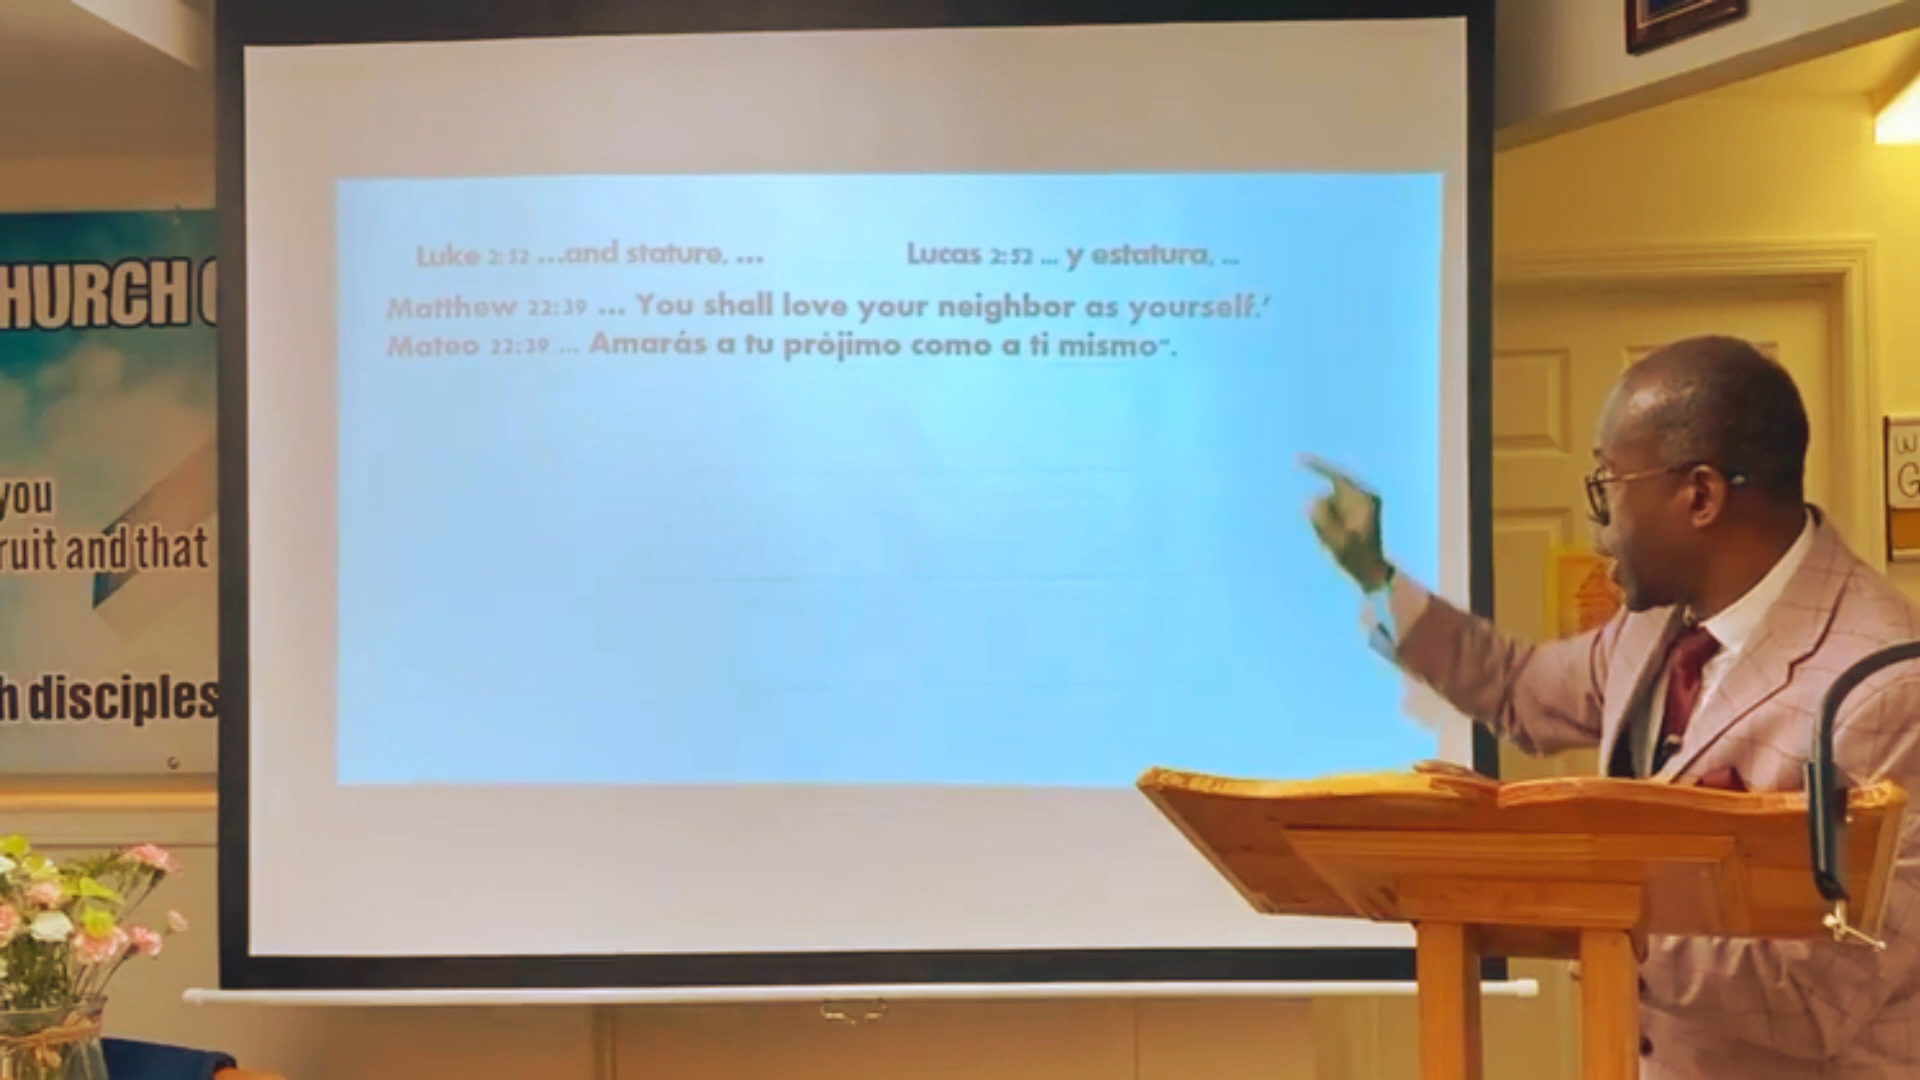 Luke 2:52 ...and stature, ... Lucas 2:52 ... y estatura, ...
Matthew 22:39 ... You shall love your neighbor as yourself.’
Mateo 22:39 ... Amarás a tu prójimo como a ti mismo”.
HURCH
you
ruit and that
h disciples
W
G